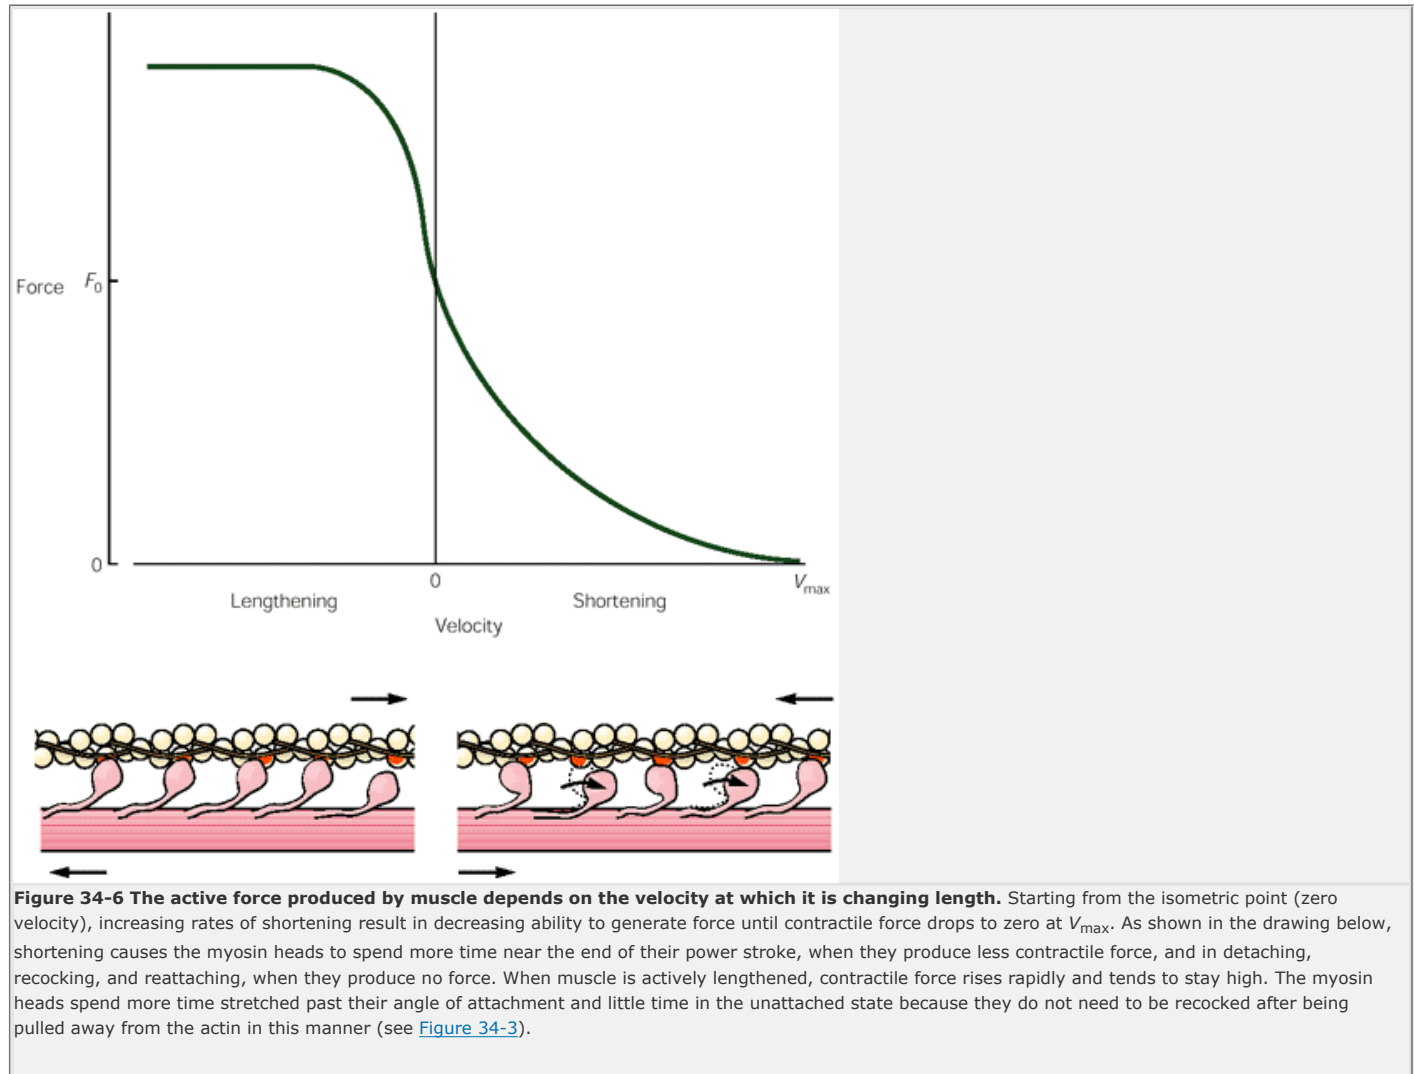 Force
F0
0
0
Vmax
Lengthening
Shortening
Velocity
Figure 34-6 The active force produced by muscle depends on the velocity at which it is changing length. Starting from the isometric point (zero
velocity), increasing rates of shortening result in decreasing ability to generate force until contractile force drops to zero at Vmax. As shown in the drawing below,
shortening causes the myosin heads to spend more time near the end of their power stroke, when they produce less contractile force, and in detaching,
recocking, and reattaching, when they produce no force. When muscle is actively lengthened, contractile force rises rapidly and tends to stay high. The myosin
heads spend more time stretched past their angle of attachment and little time in the unattached state because they do not need to be recocked after being
pulled away from the actin in this manner (see Figure 34-3).